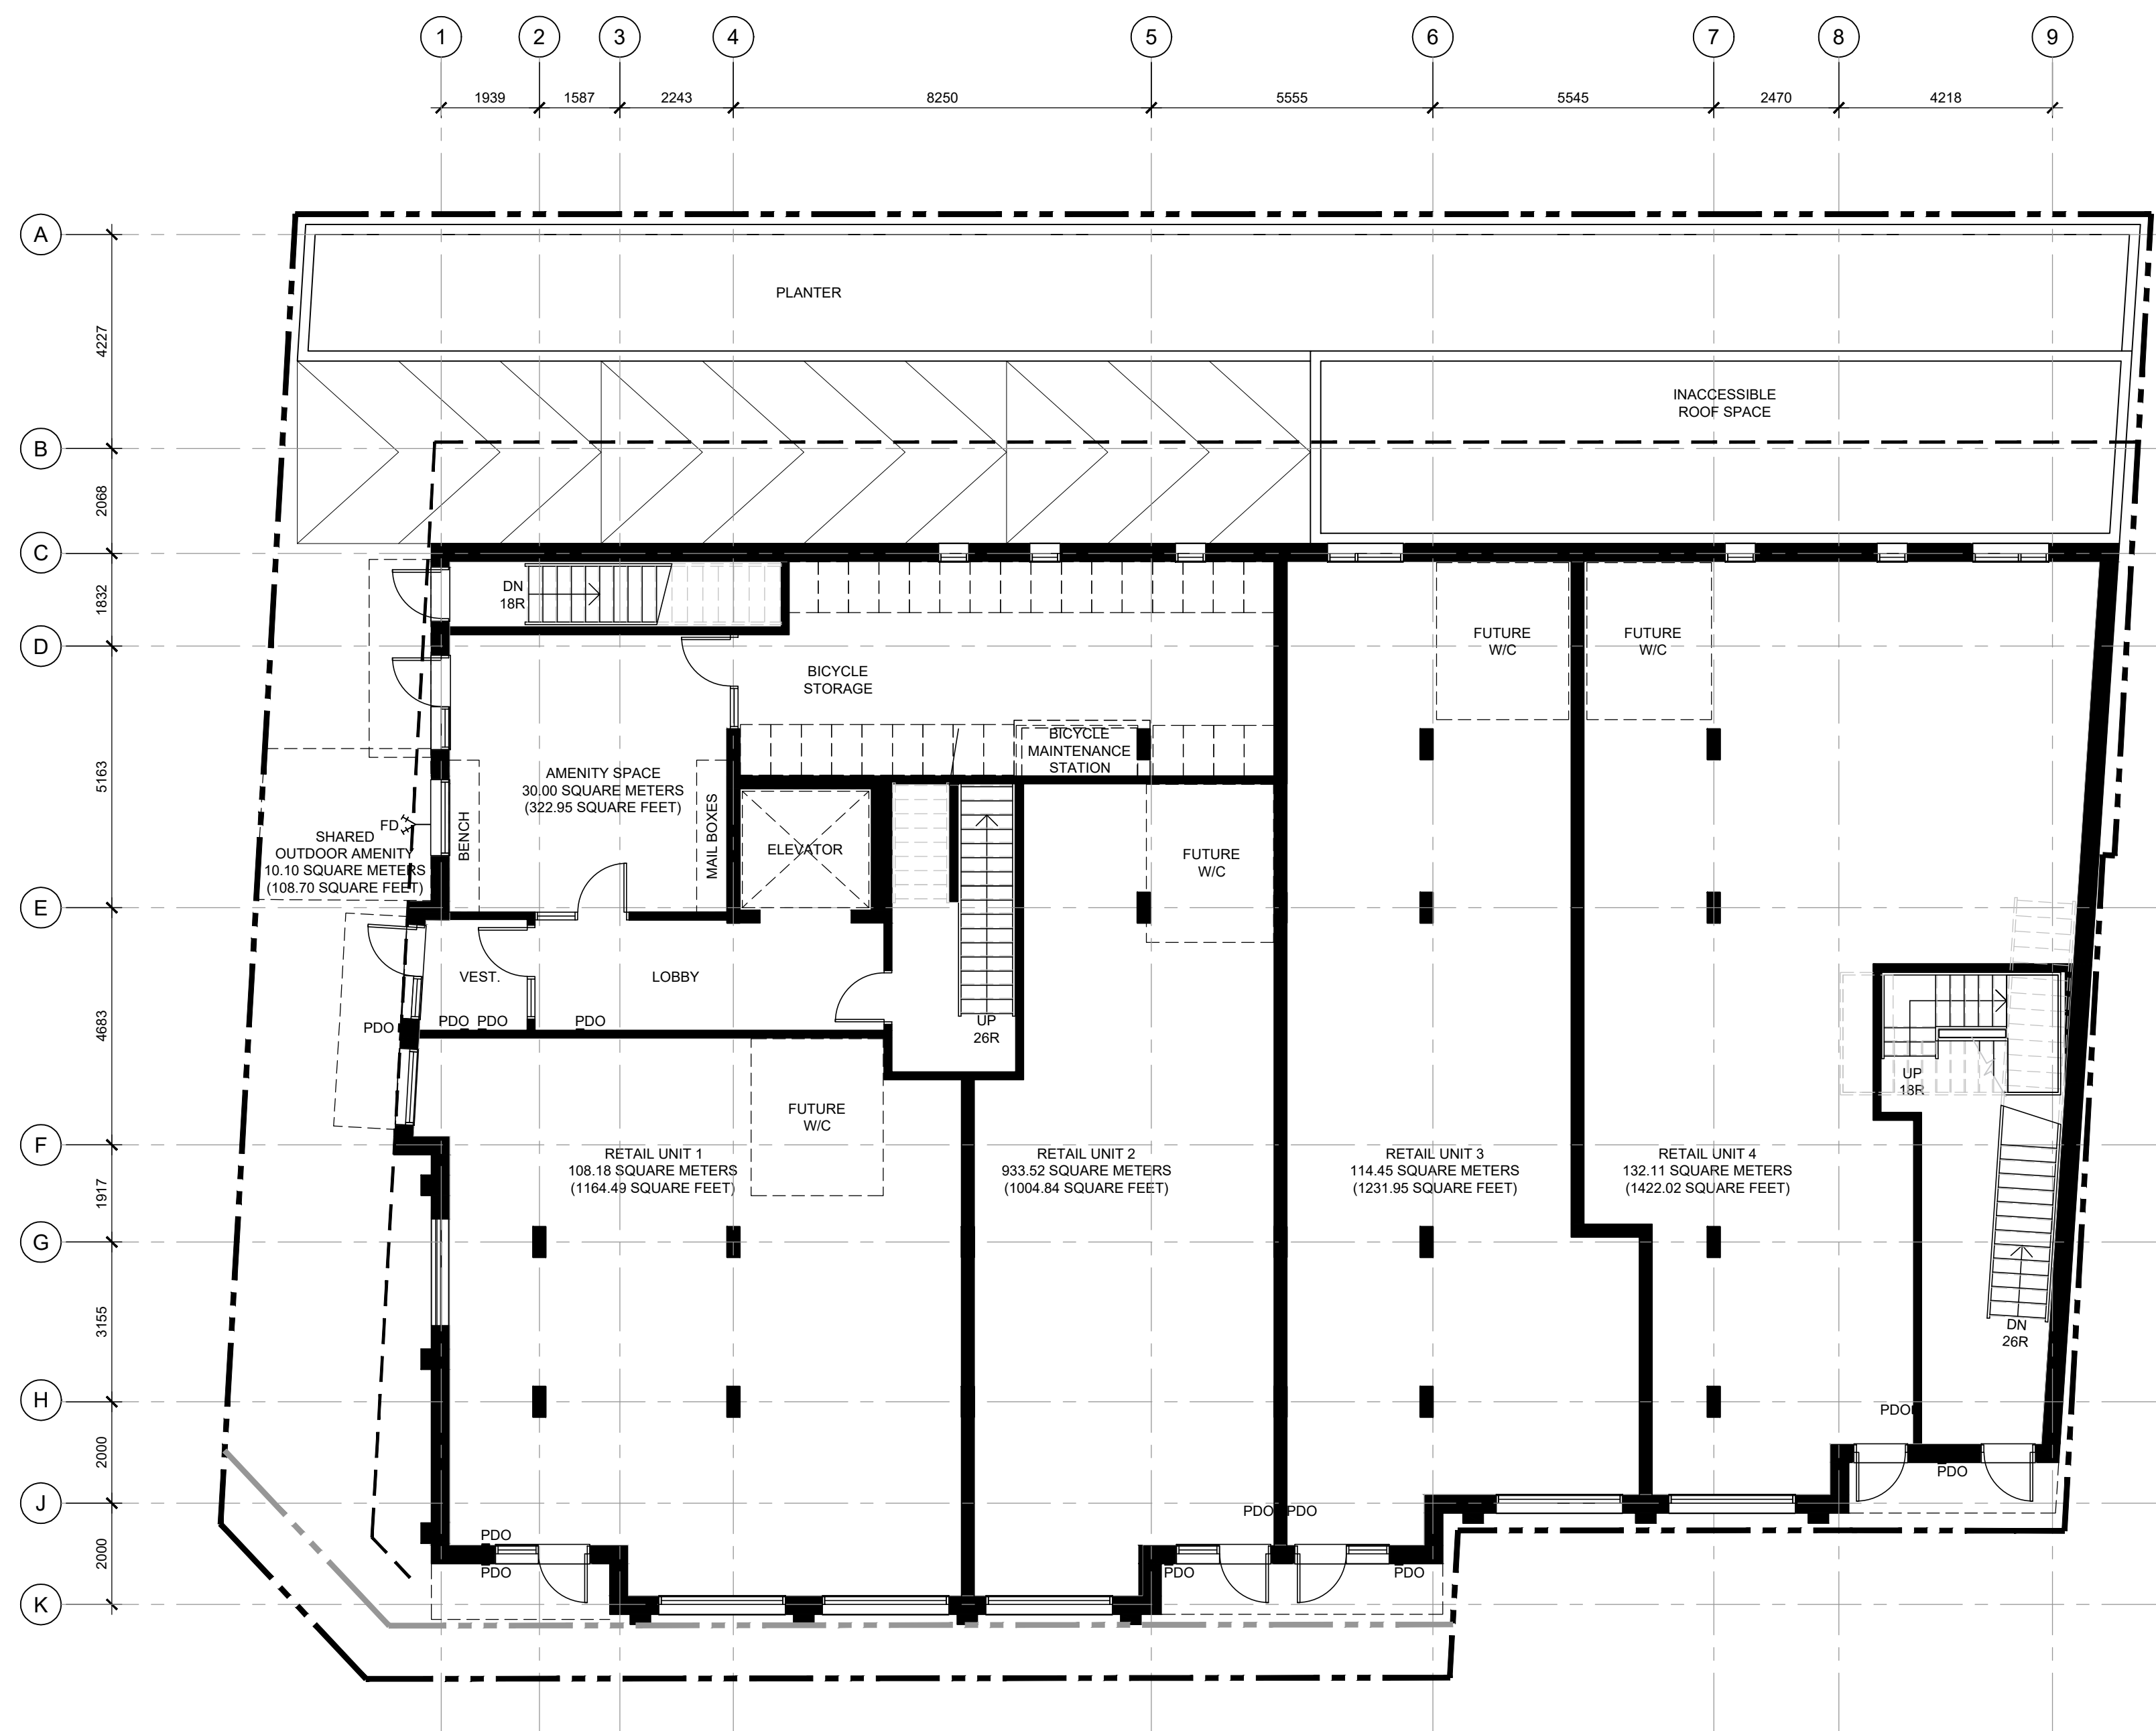 1 2 3 4 5 6 7 8 9
1939 1587 2243 8250 5555 5545 2470 4218
A
PLANTER
4227
INACCESSIBLE
ROOF SPACE
B
2068
C
DN
18R
1832
FUTURE
W/C
FUTURE
W/C
D
BICYCLE
STORAGE
BICYCLE
MAINTENANCE
STATION
5163
AMENITY SPACE
30.00 SQUARE METERS
(322.95 SQUARE FEET)
FD
BENCH
MAIL BOXES
SHARED
OUTDOOR AMENITY
10.10 SQUARE METERS
(108.70 SQUARE FEET)
ELEVATOR
FUTURE
W/C
E
VEST.
LOBBY
4683
PDO
PDO PDO
PDO
UP
26R
UP
18R
FUTURE
W/C
F
RETAIL UNIT 1
108.18 SQUARE METERS
(1164.49 SQUARE FEET)
RETAIL UNIT 2
933.52 SQUARE METERS
(1004.84 SQUARE FEET)
RETAIL UNIT 3
114.45 SQUARE METERS
(1231.95 SQUARE FEET)
RETAIL UNIT 4
132.11 SQUARE METERS
(1422.02 SQUARE FEET)
1917
G
3155
DN
26R
H
PDO
2000
PDO
J
PDO PDO
PDO
2000
PDO
PDO
PDO
K